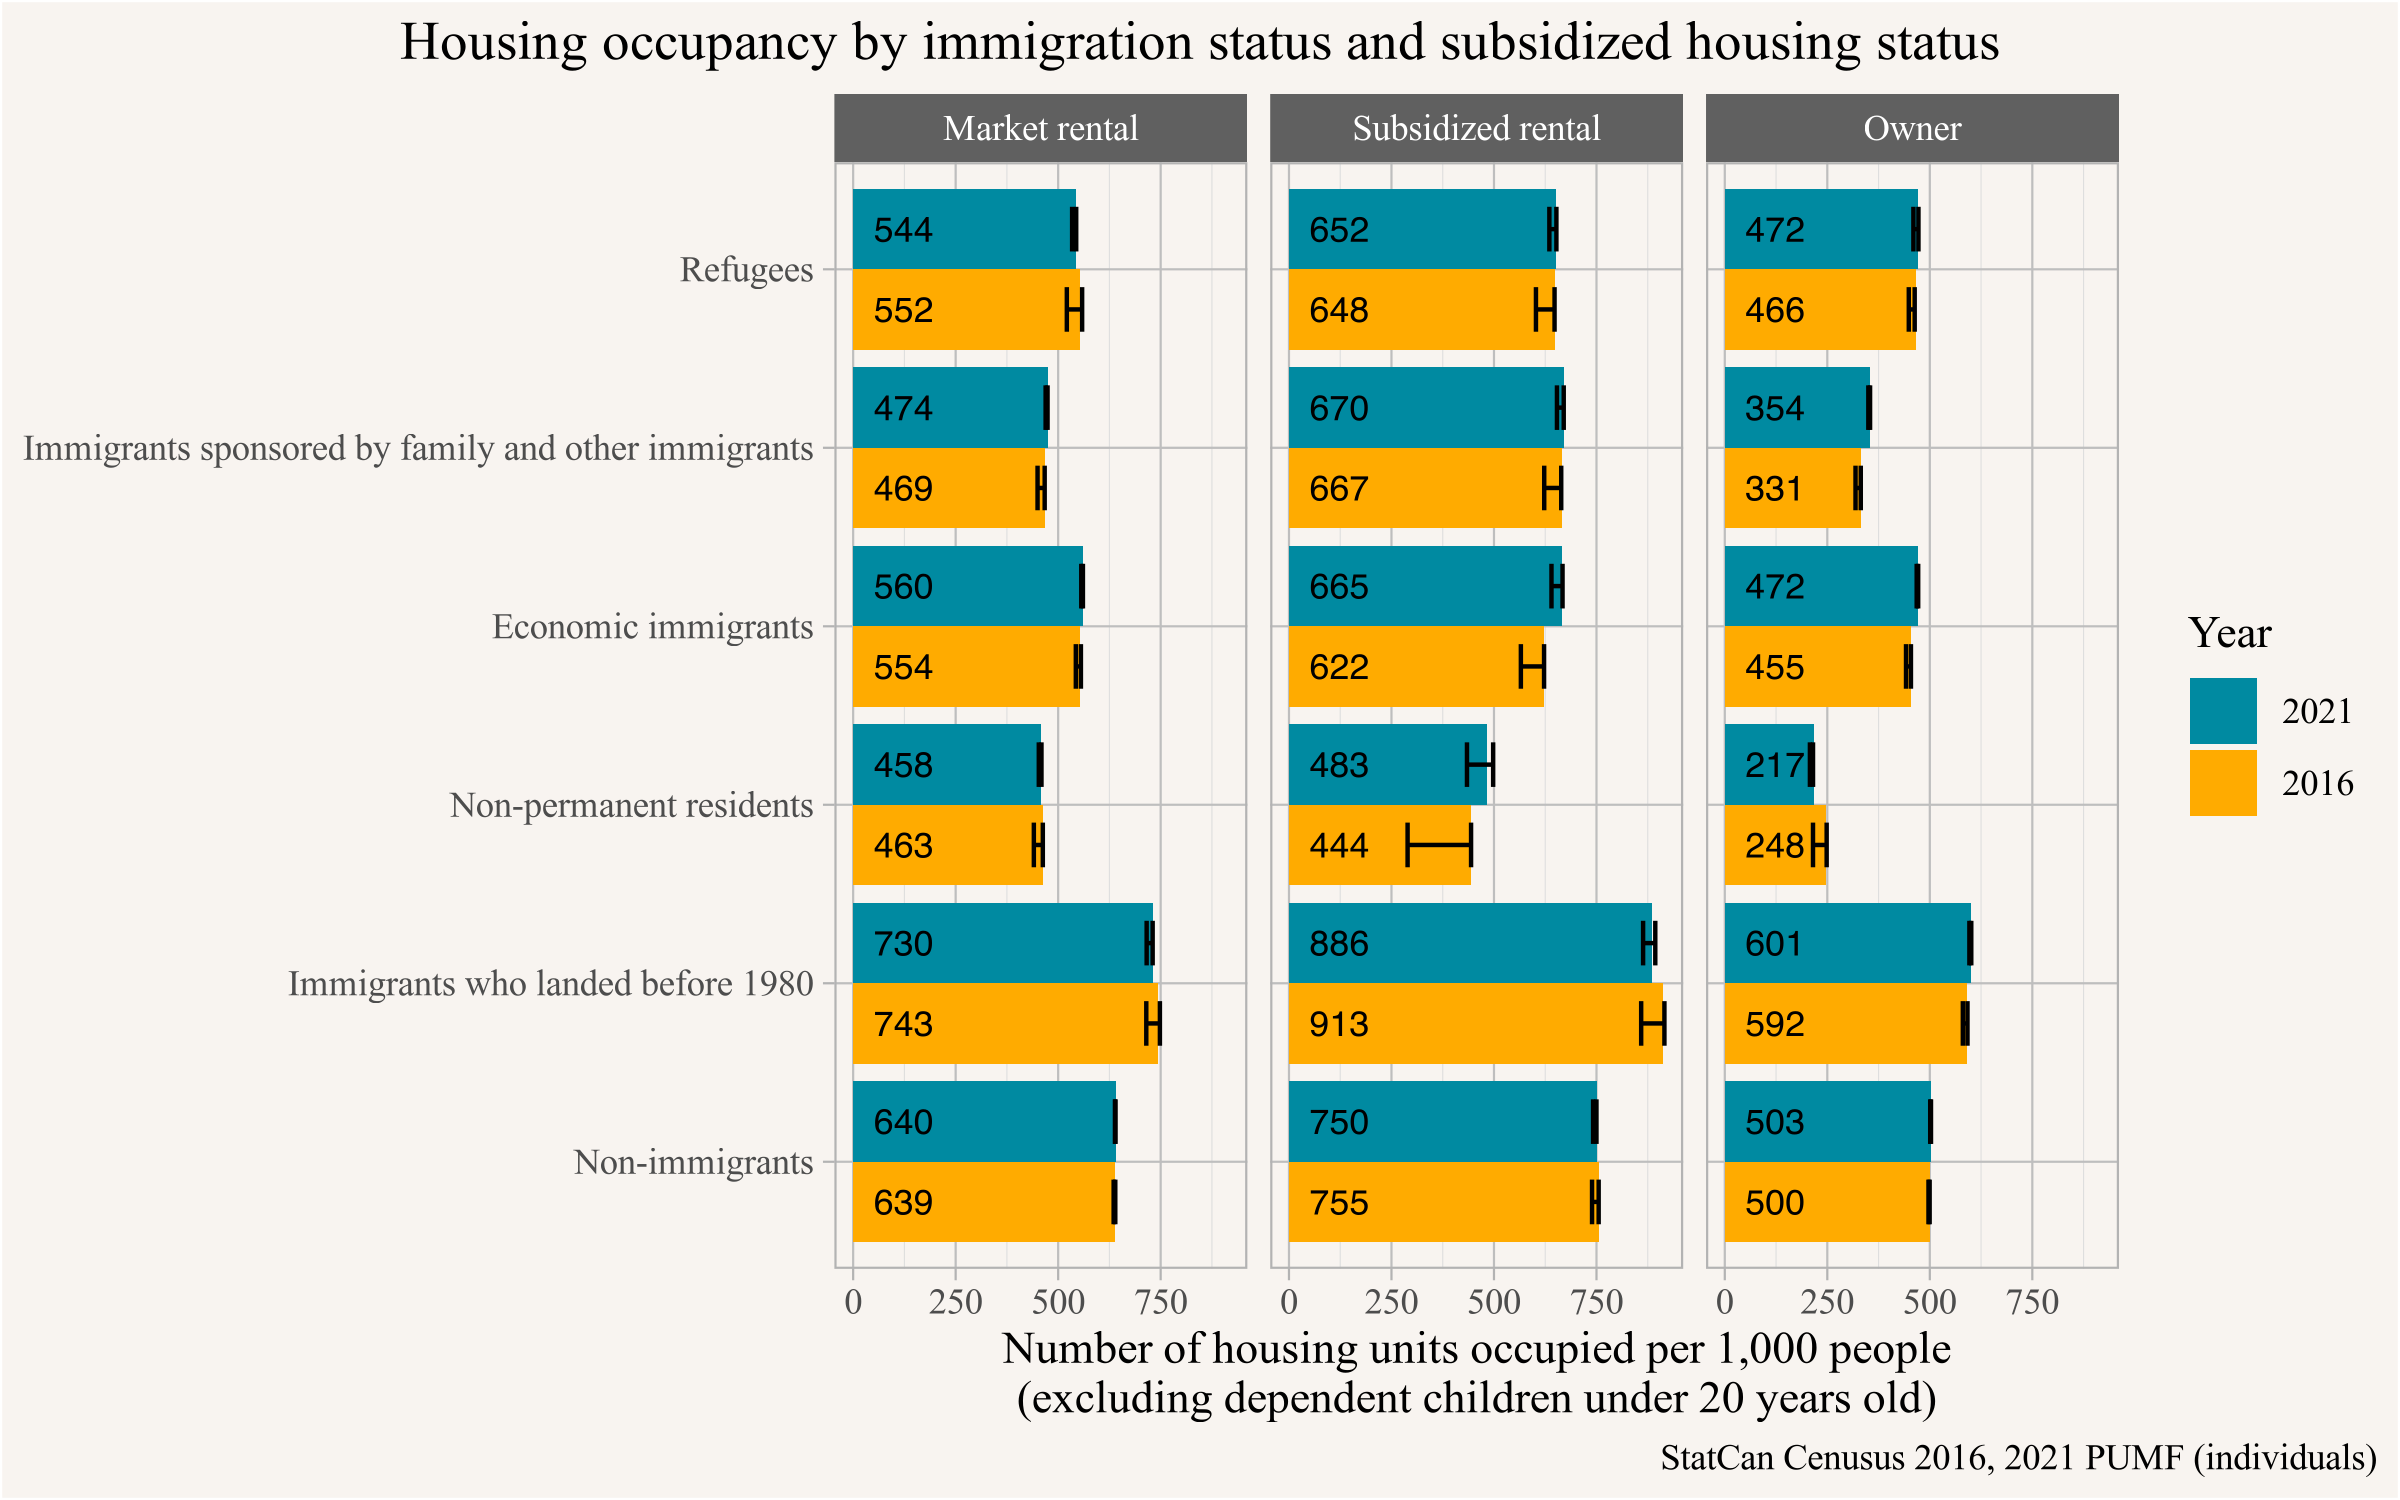 Housing occupancy by immigration status and subsidized housing status
Market rental
Subsidized rental
Owner
Refugees
544
552
652
648
472
466
Immigrants sponsored by family and other immigrants
474
469
670
667
354
331
Economic immigrants
560
554
665
622
472
455
Non-permanent residents
458
463
483
444
217
248
Immigrants who landed before 1980
730
743
886
913
601
592
Non-immigrants
640
639
750
755
503
500
0 250 500 750
0 250 500 750
0 250 500 750
Number of housing units occupied per 1,000 people
(excluding dependent children under 20 years old)
Year
2021
2016
StatCan Cenusus 2016, 2021 PUMF (individuals)